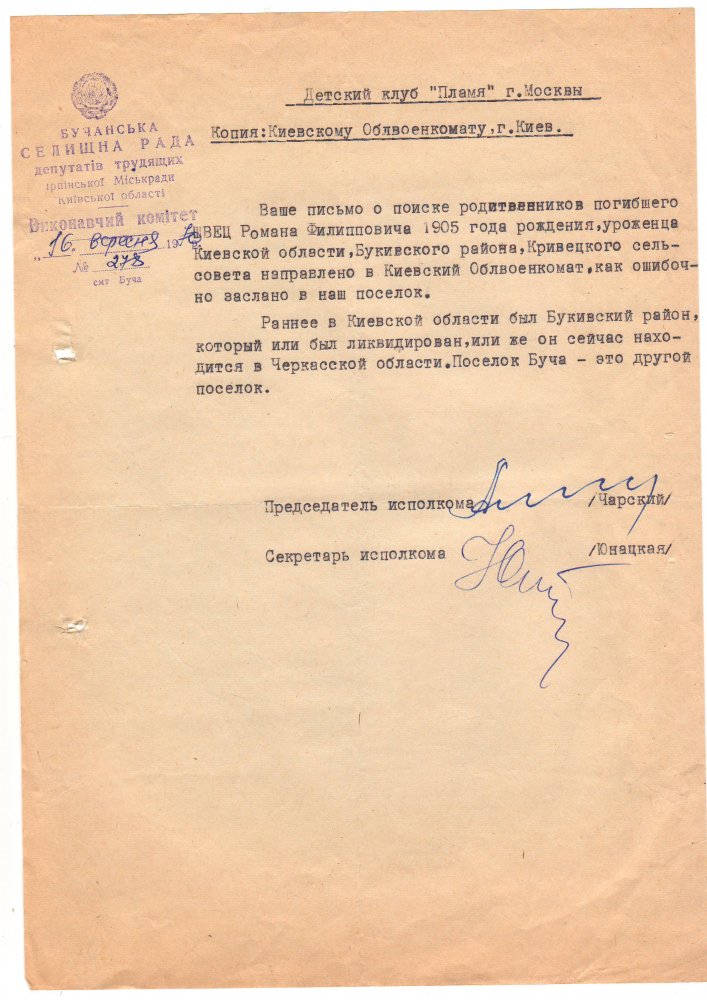 БУЧАНСЬКА
СЕЛИЩНА РАДА
депутатів трудящих
Ірпінської Міськради
Київської області
Виконавчий комітет
„16. вересня 19
№ 278
смт Буча
Детский клуб "Пламя" г.Москвы
Копия:Киевскому Облвоенкомату,г.Киев.
Ваше письмо о поиске родитвенников погибшего
ШВЕЦ Романа Филипповича 1905 года рождения,уроженца
Киевской области,Букивского района,Кривецкого сель-
совета направлено в Киевский Облвоенкомат,как ошибоч-
но заслано в наш поселок.
Раннее в Киевской области был Букивский район,
который или был ликвидирован,или же он сейчас нахо-
дится в Черкасской области.Поселок Буча - это другой
поселок.
Председатель исполкома /Чарский/
Секретарь исполкома /Юнацкая/